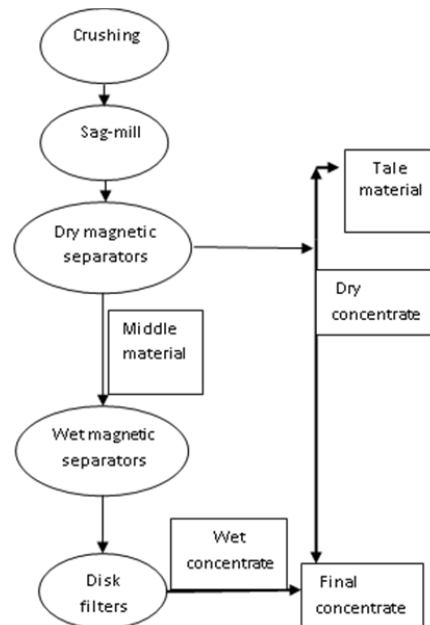 Crushing
Sag-mill
Tale
material
Dry magnetic
separators
Dry
concentrate
Middle
material
Wet magnetic
separators
Wet
concentrate
Disk
filters
Final
concentrate